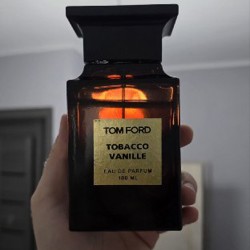 TOM FORD
TOBACCO
VANILLE
EAU DE PARFUM
100 ML